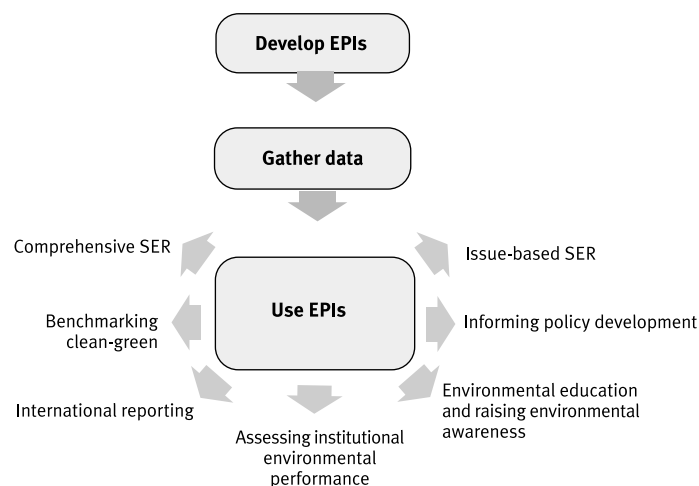 Develop EPIs
Gather data
Comprehensive SER
Issue-based SER
Use EPIs
Benchmarking
clean-green
Informing policy development
International reporting
Environmental education
and raising environmental
awareness
Assessing institutional
environmental
performance